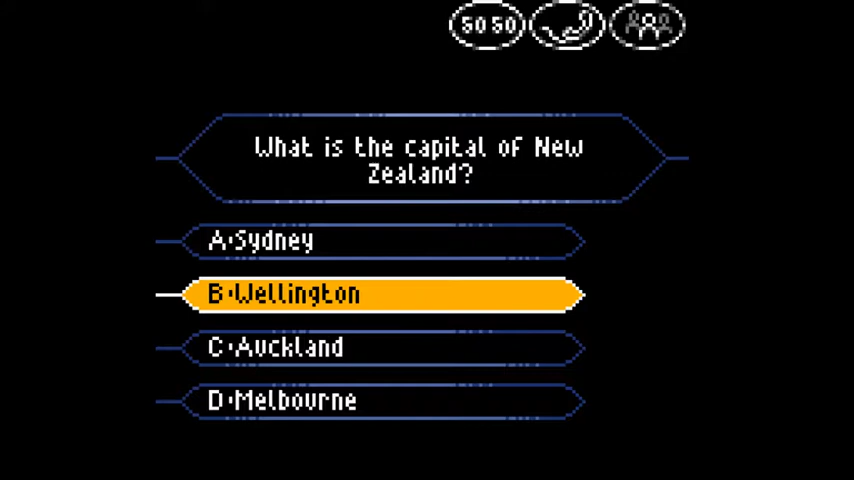 50 50
What is the capital of New
Zealand?
A·Sydney
B·Wellington
C·Auckland
D·Melbourne